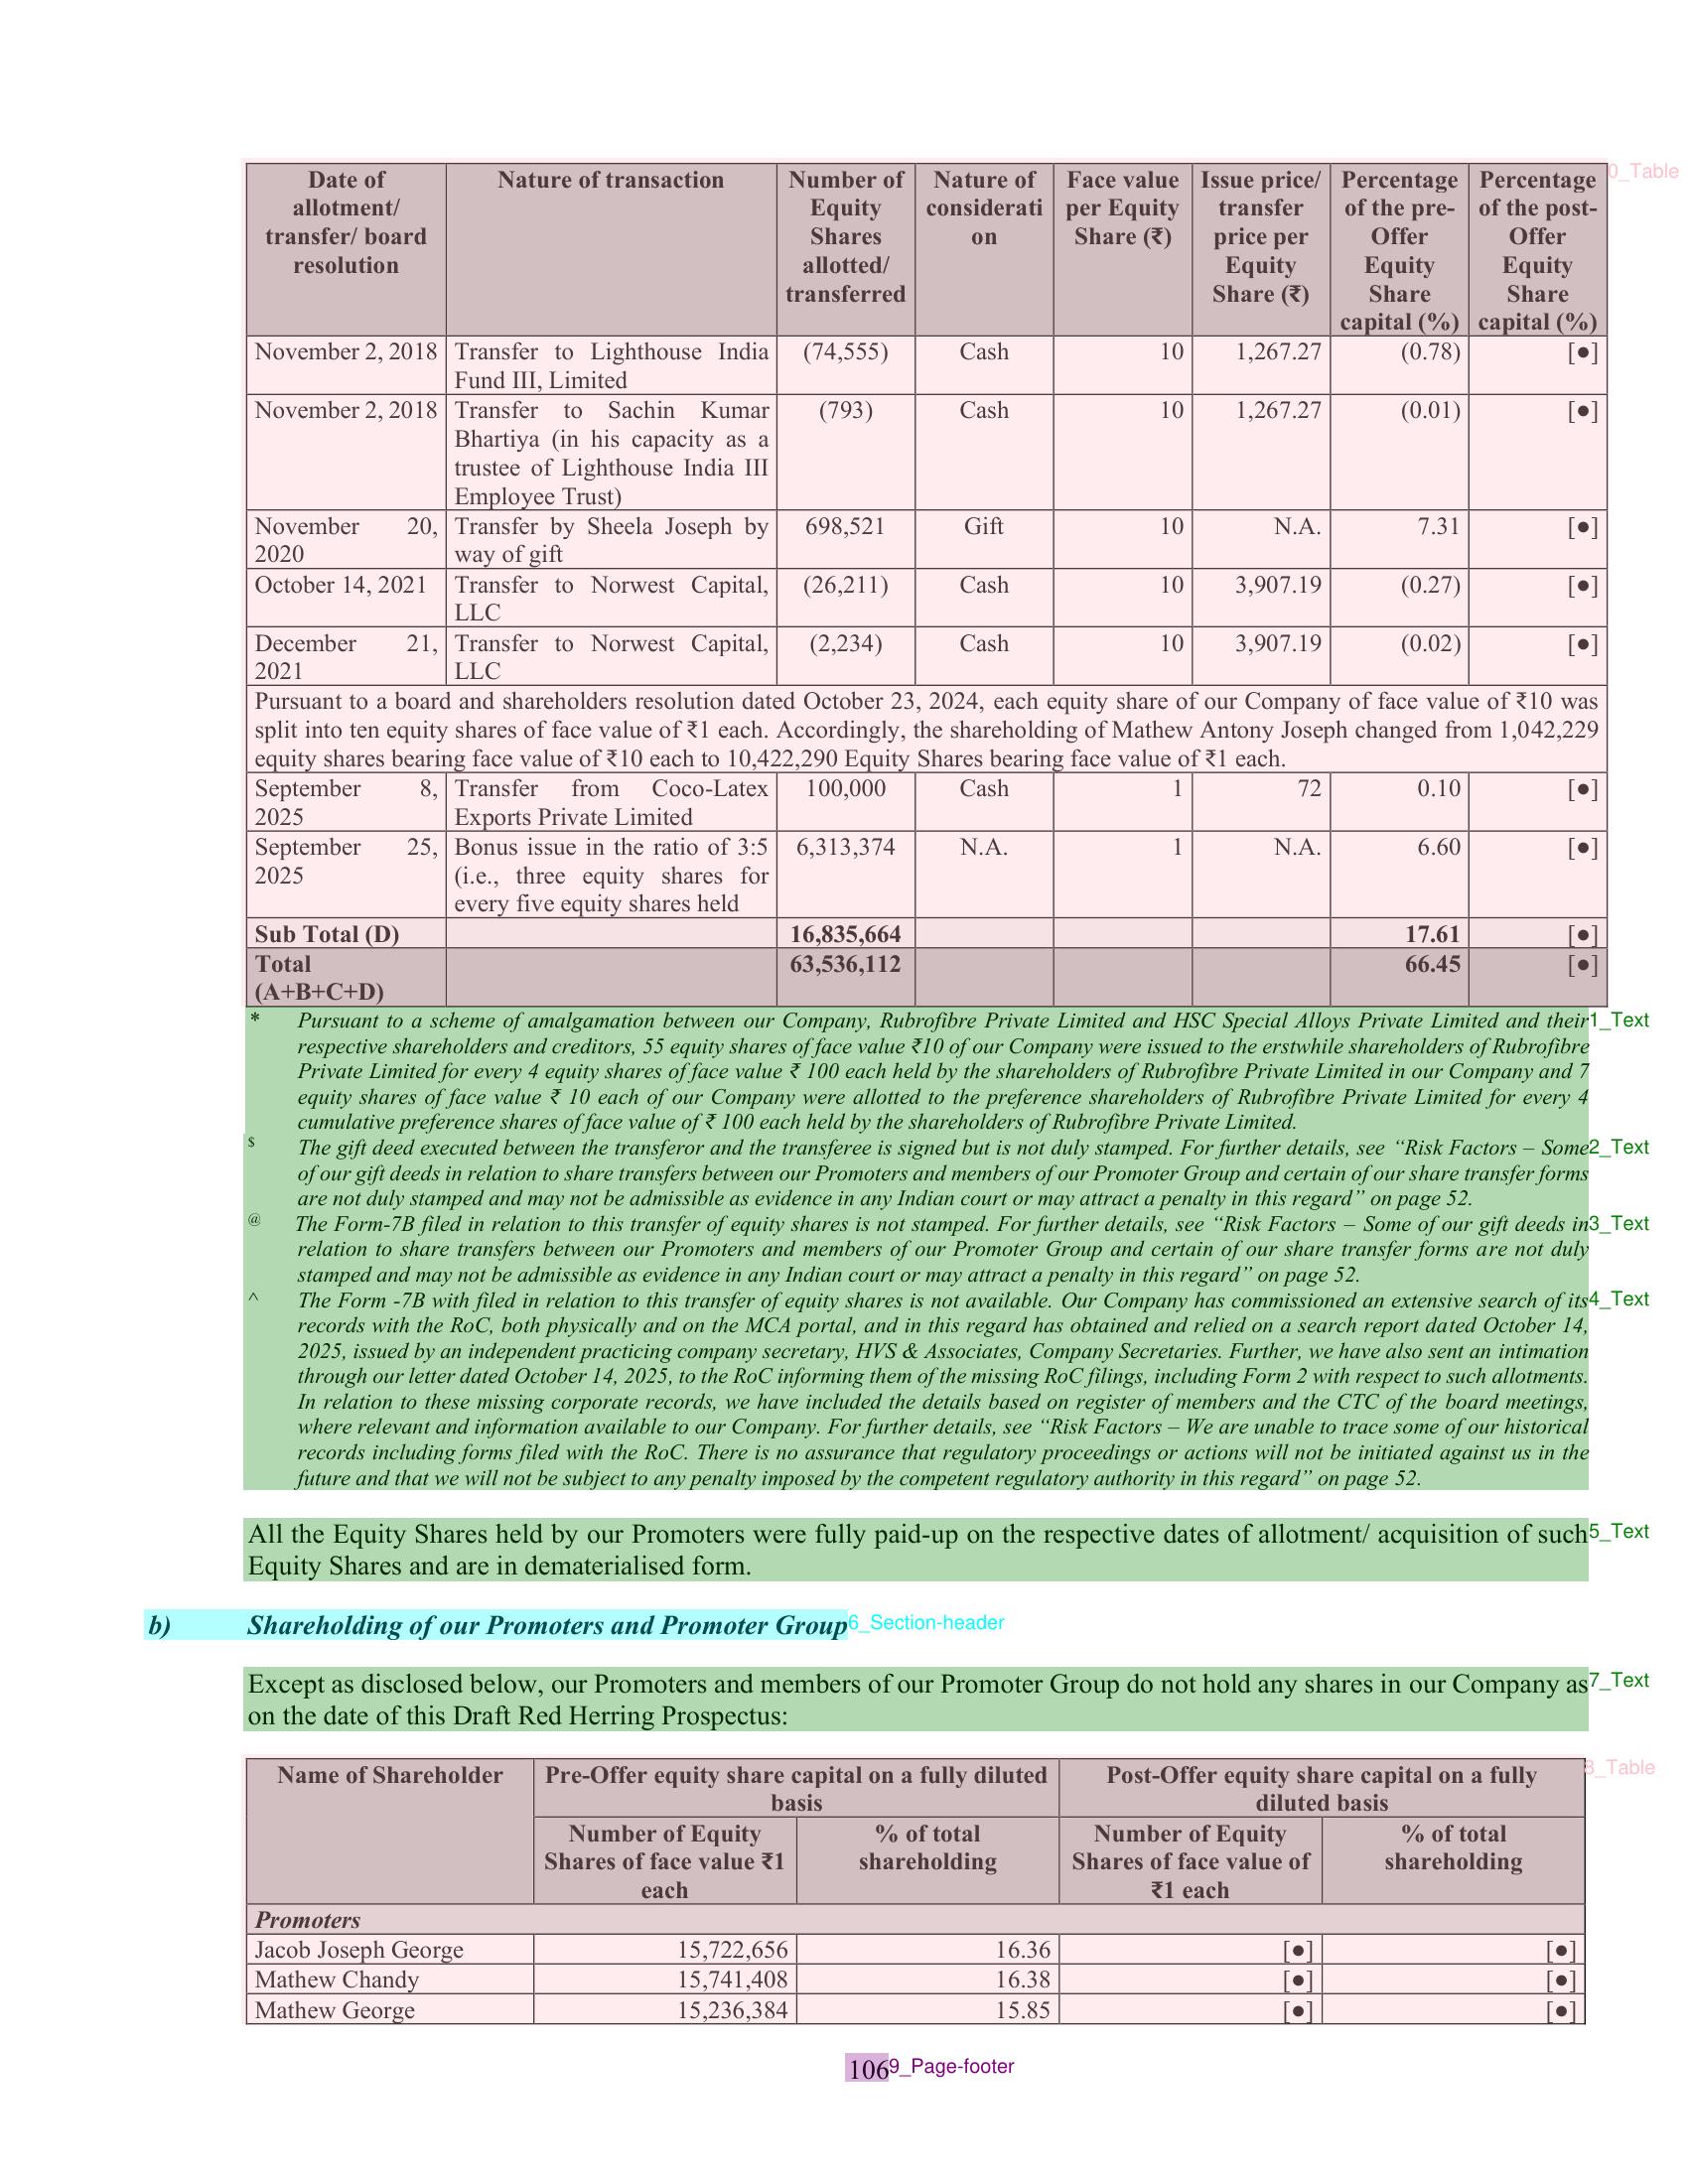 Date of allotment/ transfer/ board resolution | Nature of transaction | Number of Equity Shares allotted/ transferred | Nature of considerati on | Face value per Equity Share (₹) | Issue price/ transfer price per Equity Share (₹) | Percentage of the pre-Offer Equity Share capital (%) | Percentage of the post-Offer Equity Share capital (%)
0_Table
November 2, 2018 | Transfer to Lighthouse India Fund III, Limited | (74,555) | Cash | 10 | 1,267.27 | (0.78) | [●]
November 2, 2018 | Transfer to Sachin Kumar Bhartiya (in his capacity as a trustee of Lighthouse India III Employee Trust) | (793) | Cash | 10 | 1,267.27 | (0.01) | [●]
November 20, 2020 | Transfer by Sheela Joseph by way of gift | 698,521 | Gift | 10 | N.A. | 7.31 | [●]
October 14, 2021 | Transfer to Norwest Capital, LLC | (26,211) | Cash | 10 | 3,907.19 | (0.27) | [●]
December 21, 2021 | Transfer to Norwest Capital, LLC | (2,234) | Cash | 10 | 3,907.19 | (0.02) | [●]
Pursuant to a board and shareholders resolution dated October 23, 2024, each equity share of our Company of face value of ₹10 was
split into ten equity shares of face value of ₹1 each. Accordingly, the shareholding of Mathew Antony Joseph changed from 1,042,229
equity shares bearing face value of ₹10 each to 10,422,290 Equity Shares bearing face value of ₹1 each.
September 8, 2025 | Transfer from Coco-Latex Exports Private Limited | 100,000 | Cash | 1 | 72 | 0.10 | [●]
September 25, 2025 | Bonus issue in the ratio of 3:5 (i.e., three equity shares for every five equity shares held | 6,313,374 | N.A. | 1 | N.A. | 6.60 | [●]
Sub Total (D) | 16,835,664 | 17.61 | [●]
Total (A+B+C+D) | 63,536,112 | 66.45 | [●]
* Pursuant to a scheme of amalgamation between our Company, Rubrofibre Private Limited and HSC Special Alloys Private Limited and their 1_Text
respective shareholders and creditors, 55 equity shares of face value ₹10 of our Company were issued to the erstwhile shareholders of Rubrofibre
Private Limited for every 4 equity shares of face value ₹ 100 each held by the shareholders of Rubrofibre Private Limited in our Company and 7
equity shares of face value ₹ 10 each of our Company were allotted to the preference shareholders of Rubrofibre Private Limited for every 4
cumulative preference shares of face value of ₹ 100 each held by the shareholders of Rubrofibre Private Limited.
$ The gift deed executed between the transferor and the transferee is signed but is not duly stamped. For further details, see “Risk Factors – Some 2_Text
of our gift deeds in relation to share transfers between our Promoters and members of our Promoter Group and certain of our share transfer forms
are not duly stamped and may not be admissible as evidence in any Indian court or may attract a penalty in this regard” on page 52.
@ The Form-7B filed in relation to this transfer of equity shares is not stamped. For further details, see “Risk Factors – Some of our gift deeds in 3_Text
relation to share transfers between our Promoters and members of our Promoter Group and certain of our share transfer forms are not duly
stamped and may not be admissible as evidence in any Indian court or may attract a penalty in this regard” on page 52.
^ The Form -7B with filed in relation to this transfer of equity shares is not available. Our Company has commissioned an extensive search of its 4_Text
records with the RoC, both physically and on the MCA portal, and in this regard has obtained and relied on a search report dated October 14,
2025, issued by an independent practicing company secretary, HVS & Associates, Company Secretaries. Further, we have also sent an intimation
through our letter dated October 14, 2025, to the RoC informing them of the missing RoC filings, including Form 2 with respect to such allotments.
In relation to these missing corporate records, we have included the details based on register of members and the CTC of the board meetings,
where relevant and information available to our Company. For further details, see “Risk Factors – We are unable to trace some of our historical
records including forms filed with the RoC. There is no assurance that regulatory proceedings or actions will not be initiated against us in the
future and that we will not be subject to any penalty imposed by the competent regulatory authority in this regard” on page 52.
All the Equity Shares held by our Promoters were fully paid-up on the respective dates of allotment/ acquisition of such 5_Text
Equity Shares and are in dematerialised form.
b) Shareholding of our Promoters and Promoter Group 6_Section-header
Except as disclosed below, our Promoters and members of our Promoter Group do not hold any shares in our Company as 7_Text
on the date of this Draft Red Herring Prospectus:
8_Table
Name of Shareholder | Pre-Offer equity share capital on a fully diluted basis | Post-Offer equity share capital on a fully diluted basis
Number of Equity Shares of face value ₹1 each | % of total shareholding | Number of Equity Shares of face value of ₹1 each | % of total shareholding
Promoters
Jacob Joseph George | 15,722,656 | 16.36 | [●] | [●]
Mathew Chandy | 15,741,408 | 16.38 | [●] | [●]
Mathew George | 15,236,384 | 15.85 | [●] | [●]
106 9_Page-footer